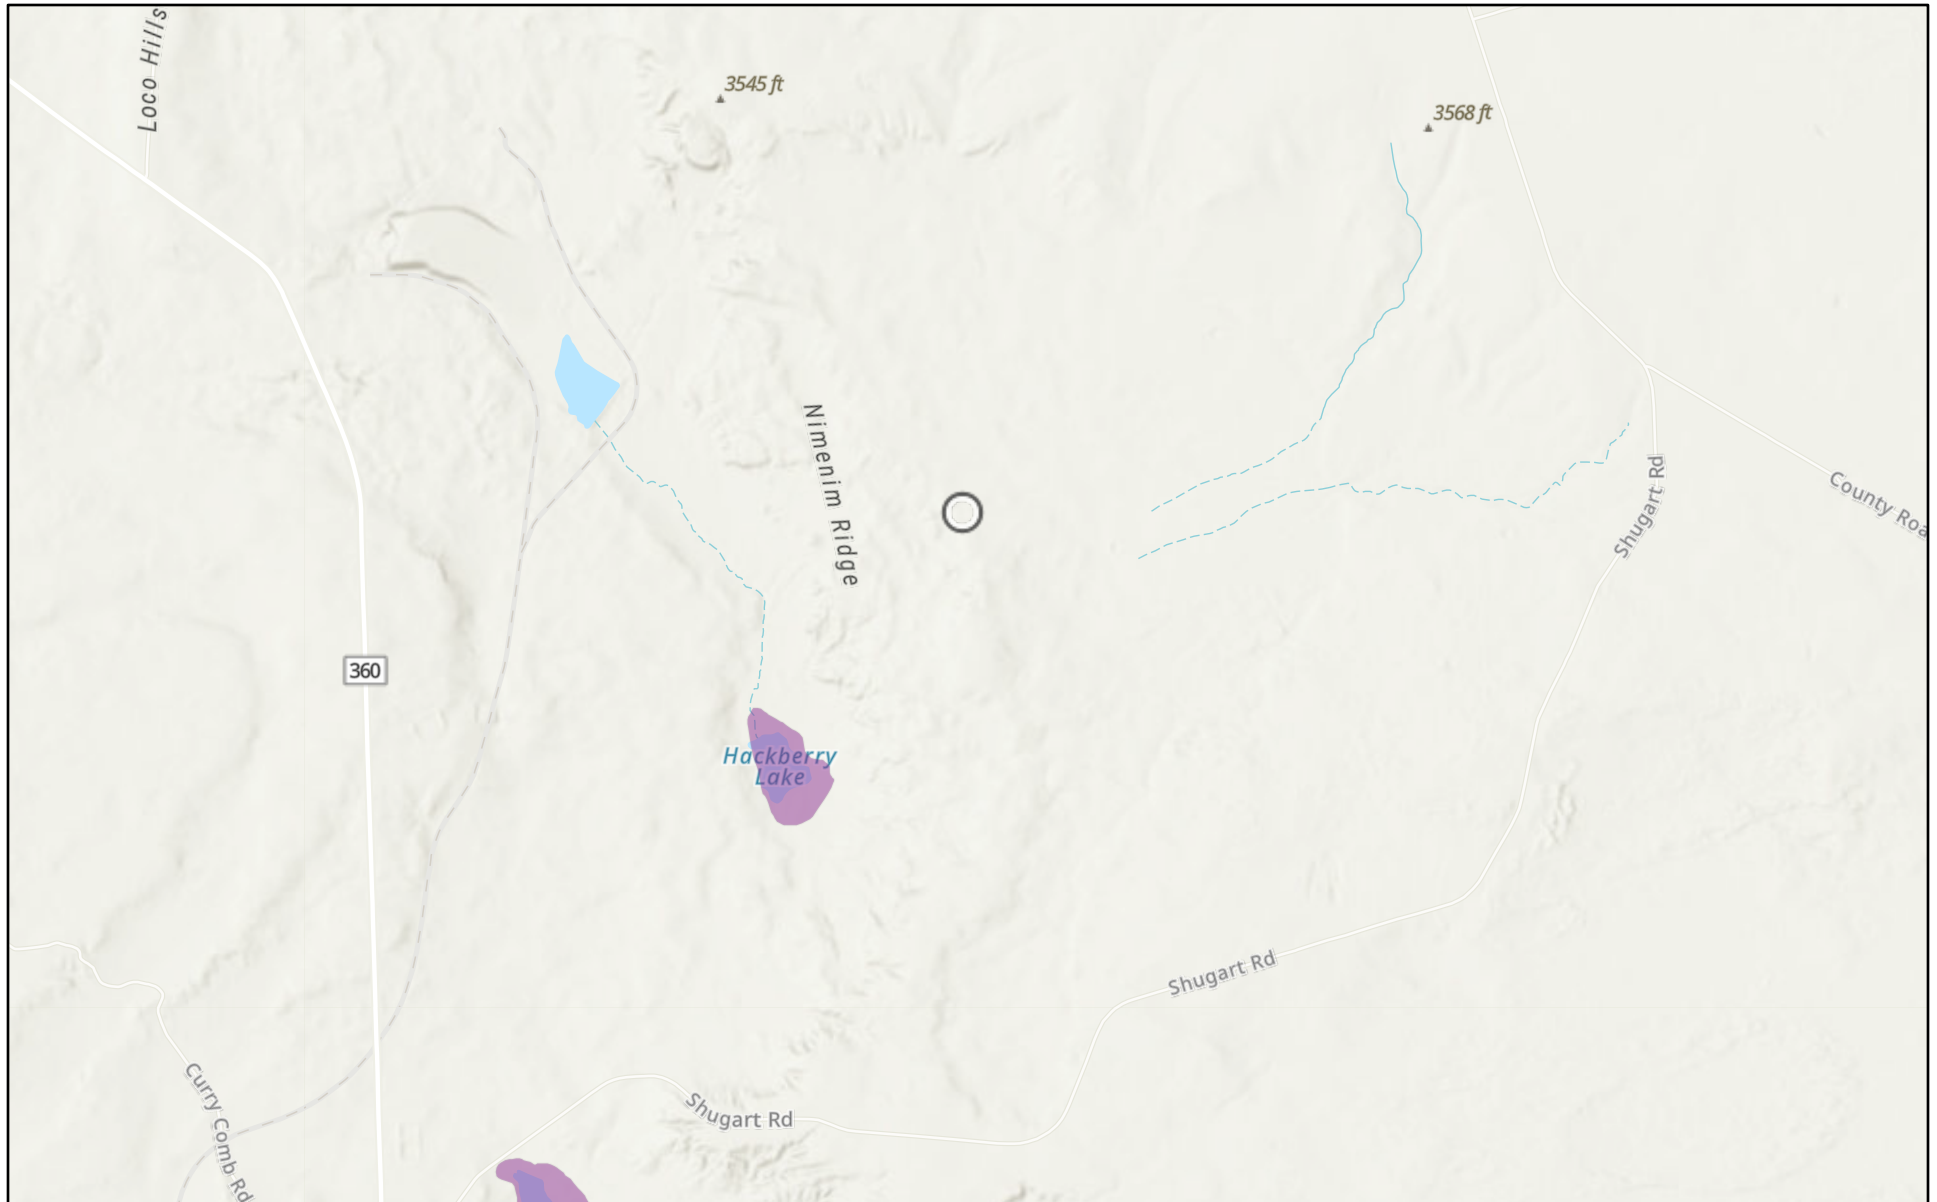 Loco Hills
3545 ft
3568 ft
Nimenim Ridge
Shugart Rd
County Roa
360
Hackberry
Lake
Shugart Rd
Curry Comb Rd
Shugart Rd